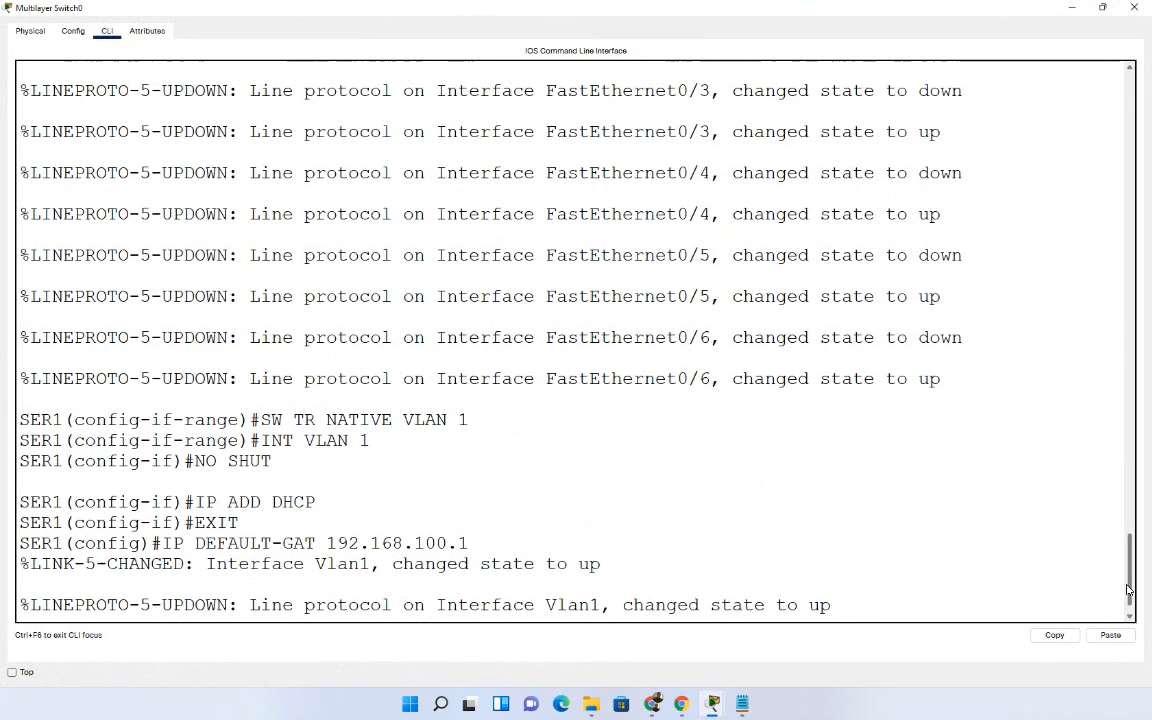 Multilayer Switch0
Physical Config CLI Attributes
IOS Command Line Interface
%LINEPROTO-5-UPDOWN: Line protocol on Interface FastEthernet0/3, changed state to down
%LINEPROTO-5-UPDOWN: Line protocol on Interface FastEthernet0/3, changed state to up
%LINEPROTO-5-UPDOWN: Line protocol on Interface FastEthernet0/4, changed state to down
%LINEPROTO-5-UPDOWN: Line protocol on Interface FastEthernet0/4, changed state to up
%LINEPROTO-5-UPDOWN: Line protocol on Interface FastEthernet0/5, changed state to down
%LINEPROTO-5-UPDOWN: Line protocol on Interface FastEthernet0/5, changed state to up
%LINEPROTO-5-UPDOWN: Line protocol on Interface FastEthernet0/6, changed state to down
%LINEPROTO-5-UPDOWN: Line protocol on Interface FastEthernet0/6, changed state to up
SER1(config-if-range)#SW TR NATIVE VLAN 1
SER1(config-if-range)#INT VLAN 1
SER1(config-if)#NO SHUT
SER1(config-if)#IP ADD DHCP
SER1(config-if)#EXIT
SER1(config)#IP DEFAULT-GAT 192.168.100.1
%LINK-5-CHANGED: Interface Vlan1, changed state to up
%LINEPROTO-5-UPDOWN: Line protocol on Interface Vlan1, changed state to up
Ctrl+F6 to exit CLI focus
Copy Paste
Top